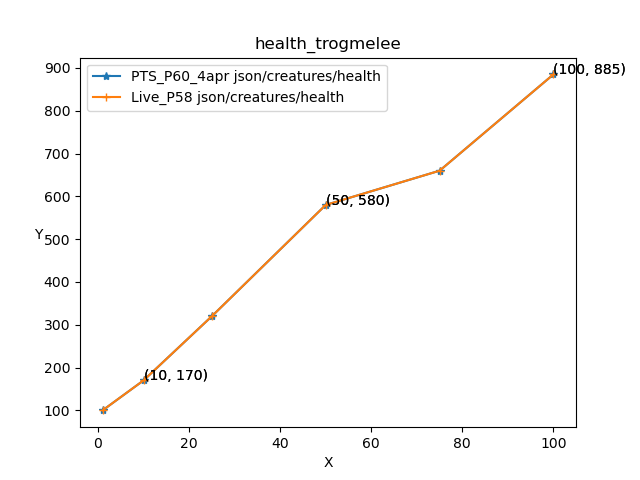 health_trogmelee
PTS_P60_4apr json/creatures/health
Live_P58 json/creatures/health
(100, 885)
(50, 580)
(10, 170)
900
800
700
600
500
400
300
200
100
Y
0 20 40 60 80 100
X